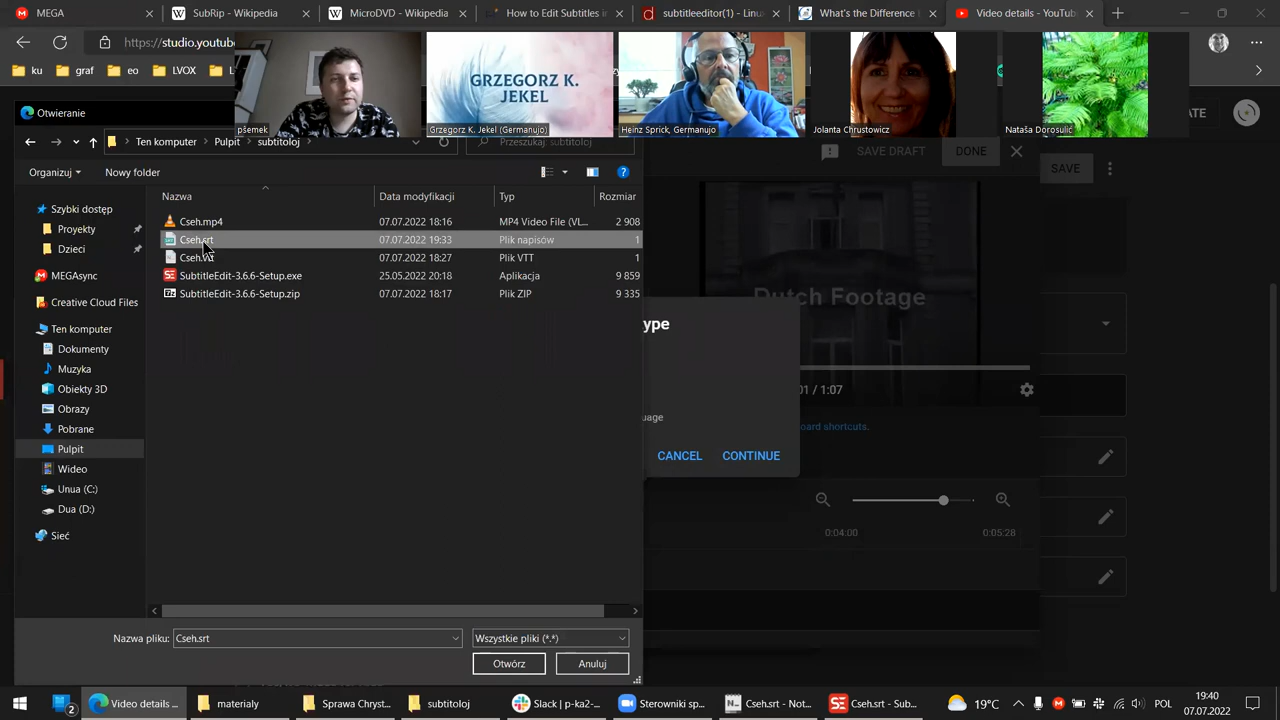 MEGA
SubRip - Wikipedia
MicroDVD - Wikipedia
How to Edit Subtitles in
subtitleeditor(1) - Linux
What's the Difference
Video details - YouTube
https://studio.youtub
ku
graf
eo
LVOX
GRZEGORZ K.
JEKEL
pŝemek
Grzegorz K. Jekel (Germanujo)
Heinz Sprick, Germanujo
Jolanta Chrustowicz
Nataša Dorosulić
Otwieranie
Ten komputer
Pulpit
subtitoloj
Przeszukaj: subtitoloj
SAVE DRAFT
DONE
SAVE
Organizuj
New folder
Nazwa
Data modyfikacji
Typ
Rozmiar
Szybki dostęp
Proyekty
Dzieci
MEGAsync
Creative Cloud Files
Ten komputer
Dokumenty
Muzyka
Obiekty 3D
Obrazy
Pobrane
Pulpit
Wideo
Unua (C:)
Dua (D:)
Sieć
Cseh.mp4 07.07.2022 18:16 MP4 Video File (VL... 2 908
Cseh.srt 07.07.2022 19:33 Plik napisów 1
07.07.2022 18:27 Plik VTT 1
SubtitleEdit-3.6.6-Setup.exe 25.05.2022 20:18 Aplikacja 9 859
SubtitleEdit-3.6.6-Setup.zip 07.07.2022 18:17 Plik ZIP 9 335
Dutch Footage
ype
01 / 1:07
uage
oard shortcuts.
CANCEL
CONTINUE
0:04:00
0:05:28
Nazwa pliku:
Cseh.srt
Wszystkie pliki (*.*)
Otwórz
Anuluj
2
Video details ...
materiały
Sprawa Chryst...
subtitoloj
Slack | p-ka2-...
Sterowniki sp...
Cseh.srt - Not...
Cseh.srt - Sub...
19°C
POL
19:40
07.07.2022